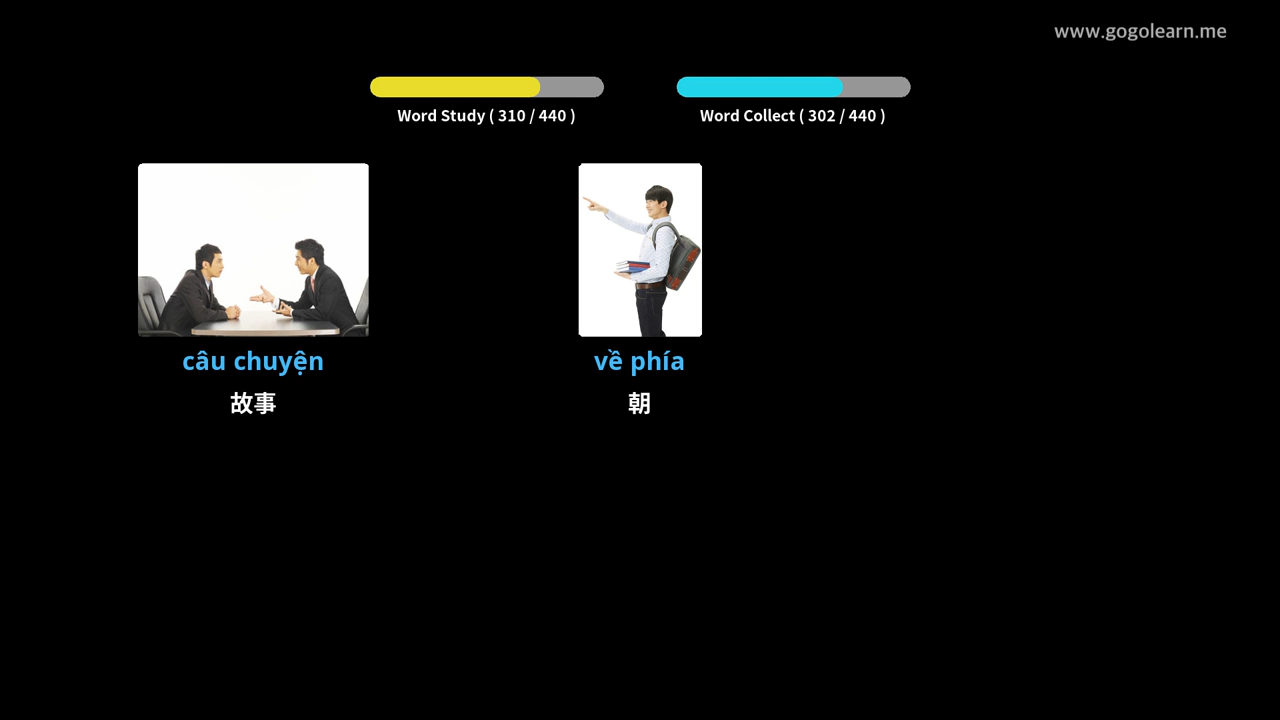 www.gogolearn.me
Word Study ( 310 / 440 )
Word Collect ( 302 / 440 )
câu chuyện
故事
về phía
朝